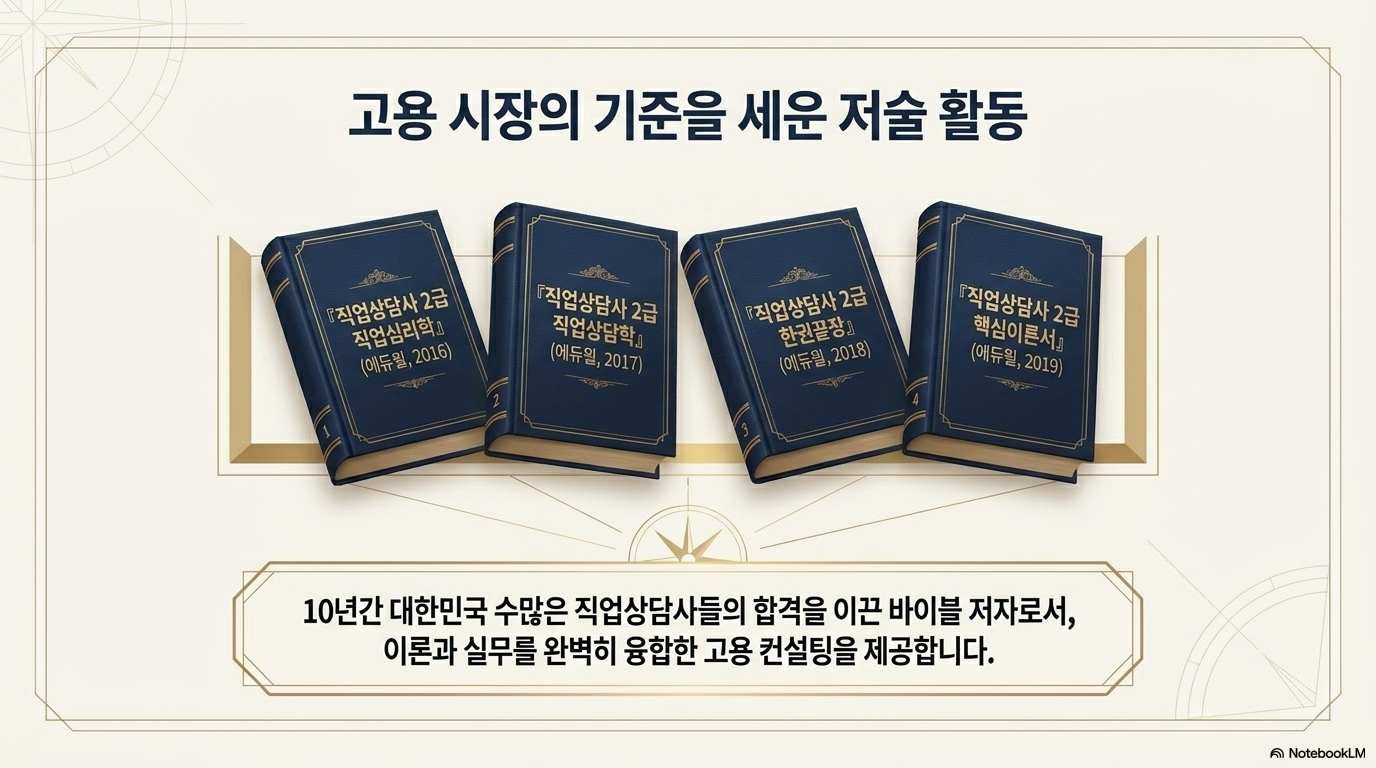 고용 시장의 기준을 세운 저술 활동
『직업상담사 2급
직업심리학』
(에듀윌, 2016)
1
『직업상담사 2급
직업상담학』
(에듀윌, 2017)
2
『직업상담사 2급
한권끝장』
(에듀윌, 2018)
3
『직업상담사 2급
핵심이론서』
(에듀윌, 2019)
4
10년간 대한민국 수많은 직업상담사들의 합격을 이끈 바이블 저자로서,
이론과 실무를 완벽히 융합한 고용 컨설팅을 제공합니다.
NotebookLM